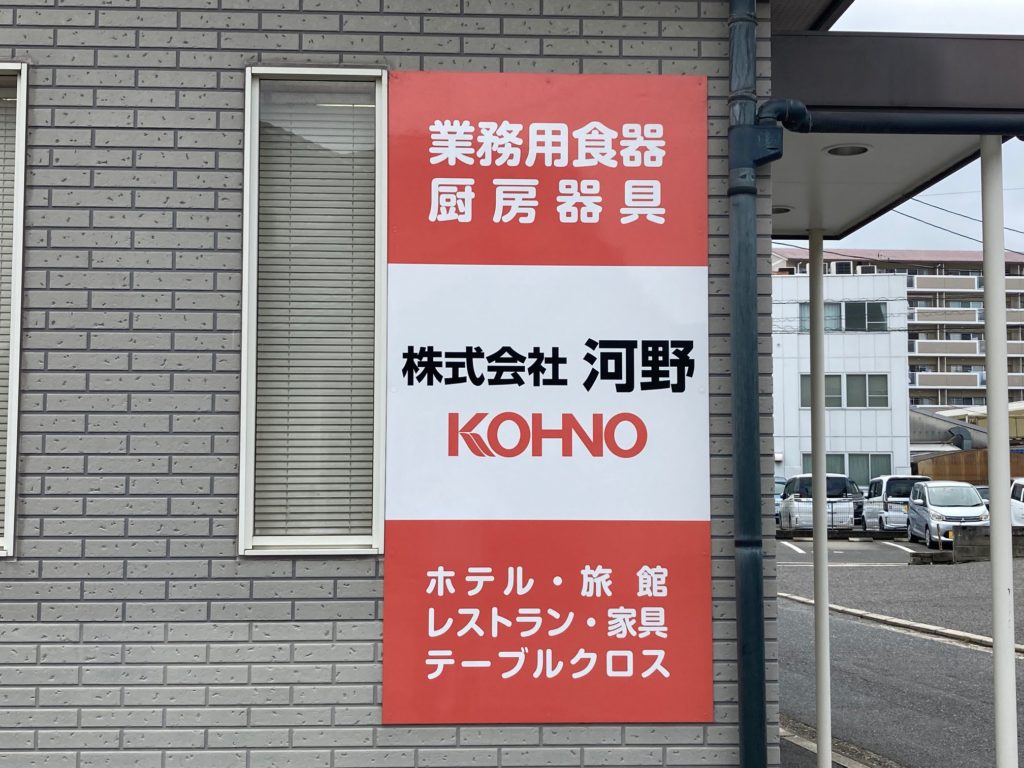 業務用食器
厨房器具
株式会社 河野
KOHNO
ホテル・旅館
レストラン・家具
テーブルクロス